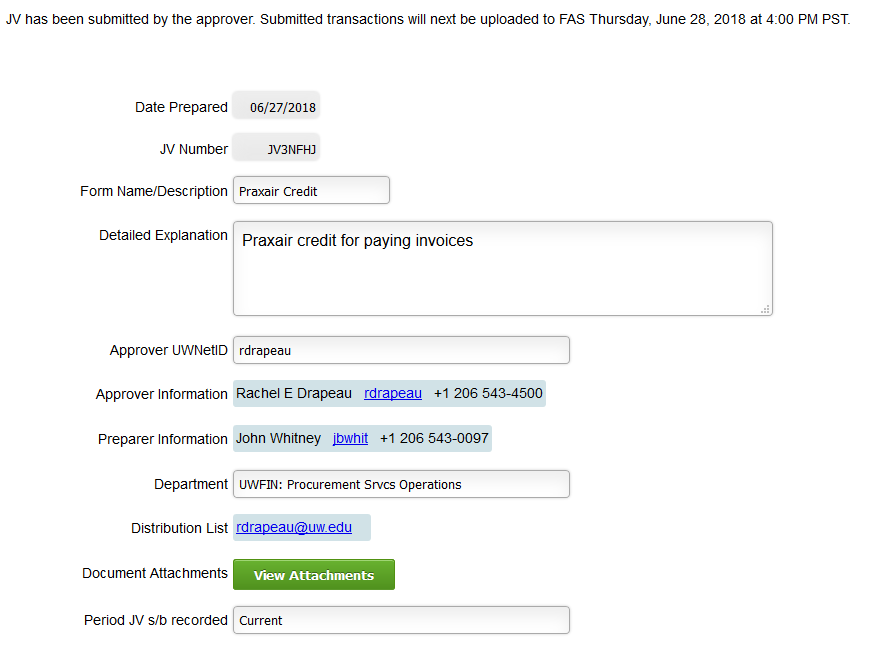 JV has been submitted by the approver. Submitted transactions will next be uploaded to FAS Thursday, June 28, 2018 at 4:00 PM PST.
Date Prepared 06/27/2018
JV Number JV3NFHJ
Form Name/Description Praxair Credit
Detailed Explanation Praxair credit for paying invoices
Approver UWNetID rdrapeau
Approver Information Rachel E Drapeau rdrapeau +1 206 543-4500
Preparer Information John Whitney jbwhit +1 206 543-0097
Department UWFIN: Procurement Srvcs Operations
Distribution List rdrapeau@uw.edu
Document Attachments View Attachments
Period JV s/b recorded Current